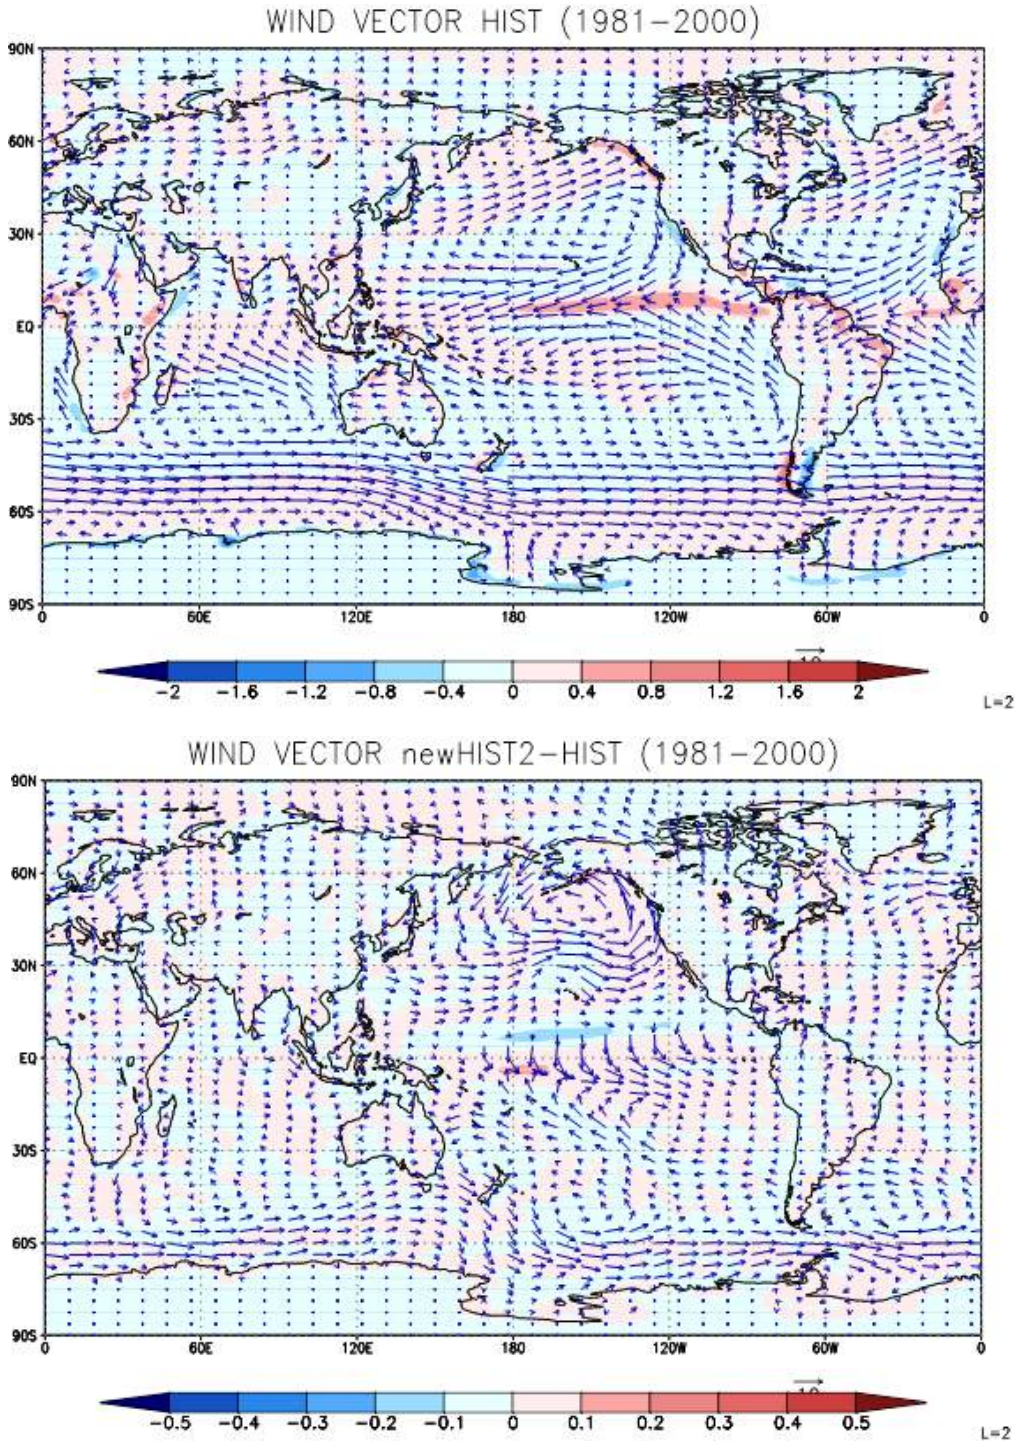 WIND VECTOR HIST (1981−2000)
90N
60N
30N
EQ
30S
60S
90S
0 60E 120E 180 120W 60W 0
−2 −1.6 −1.2 −0.8 −0.4 0 0.4 0.8 1.2 1.6 2
L=2
WIND VECTOR newHIST2−HIST (1981−2000)
90N
60N
30N
EQ
30S
60S
90S
0 60E 120E 180 120W 60W 0
−0.5 −0.4 −0.3 −0.2 −0.1 0 0.1 0.2 0.3 0.4 0.5
L=2